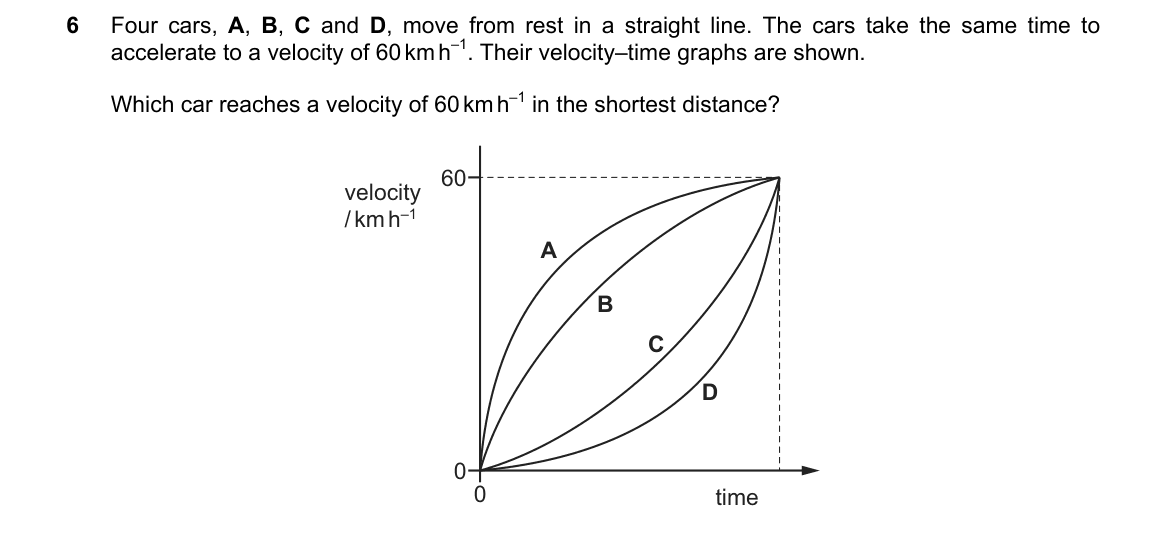 6 Four cars, A, B, C and D, move from rest in a straight line. The cars take the same time to
accelerate to a velocity of 60 km h⁻¹. Their velocity–time graphs are shown.
Which car reaches a velocity of 60 km h⁻¹ in the shortest distance?
60
velocity
/ km h⁻¹
A
B
C
D
0
0
time